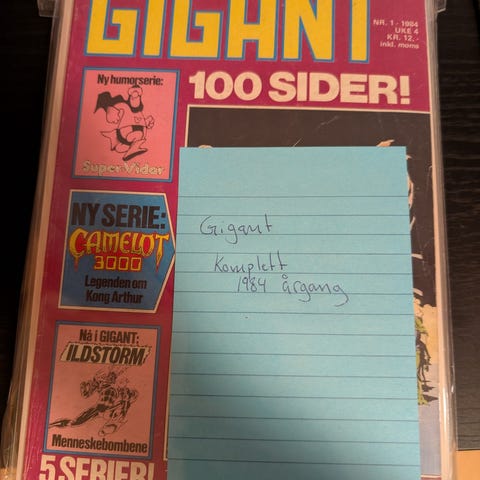 GIGANT
NR. 1 - 1984
UKE 4
KR. 12,-
inkl. moms
100 SIDER!
Ny humorserie:
Super Vidar
NY SERIE:
CAMELOT
3000
Legenden om
Kong Arthur
Nå i GIGANT:
ILDSTORM
Menneskebombene
5 SERIER!
Gigant
Komplett
1984 årgang